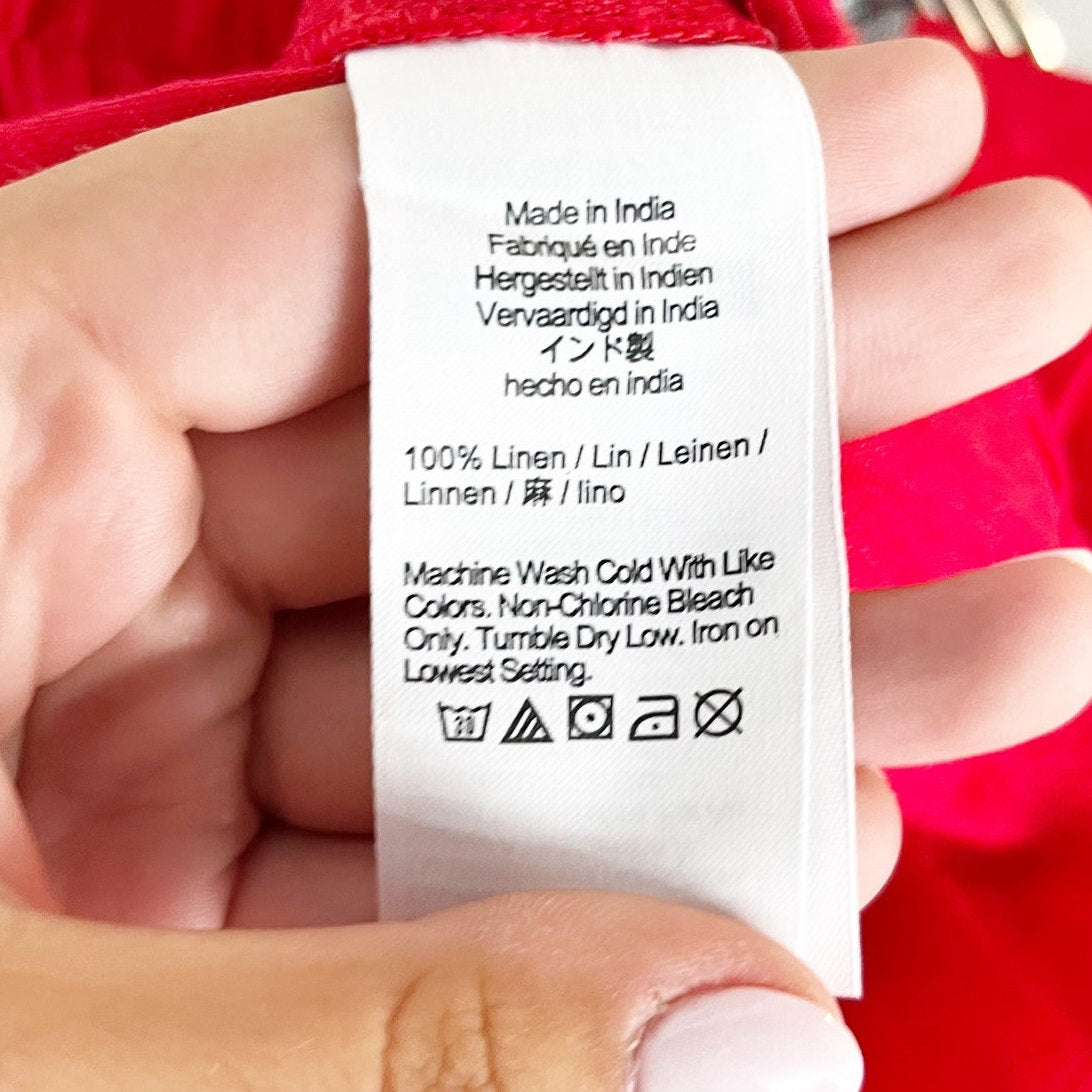 Made in India
Fabriqué en Inde
Hergestellt in Indien
Vervaardigd in India
インド製
hecho en india
100% Linen / Lin / Leinen /
Linnen / 麻 / lino
Machine Wash Cold With Like
Colors. Non-Chlorine Bleach
Only. Tumble Dry Low. Iron on
Lowest Setting.
30